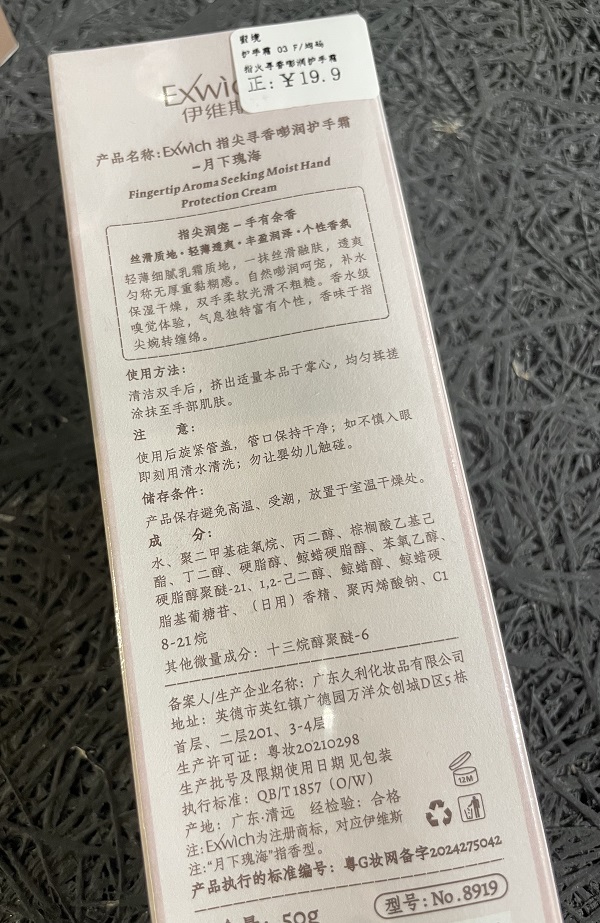 护手霜 03 F/均码
指尖寻香嘭润护手霜
正:￥19.9
Exwich
伊维斯
产品名称:Exwich 指尖寻香嘭润护手霜
–月下瑰海
Fingertip Aroma Seeking Moist Hand
Protection Cream
指尖润宠–手有余香
丝滑质地·轻薄透爽·丰盈润泽·个性香氛
轻薄细腻乳霜质地，一抹丝滑融肤，透爽
匀称无厚重黏糊感。自然嘭润呵宠，补水
保湿干燥，双手柔软光滑不粗糙。香水级
嗅觉体验，气息独特富有个性，香味于指
尖婉转缠绵。
使用方法:
清洁双手后，挤出适量本品于掌心，均匀揉搓
涂抹至手部肌肤。
注 意:
使用后旋紧管盖，管口保持干净；如不慎入眼
即刻用清水清洗；勿让婴幼儿触碰。
储存条件:
产品保存避免高温、受潮，放置于室温干燥处。
成 分:
水、聚二甲基硅氧烷、丙二醇、棕榈酸乙基己
酯、丁二醇、硬脂醇、鲸蜡硬脂醇、苯氧乙醇、
硬脂醇聚醚-21、1,2-己二醇、鲸蜡醇、鲸蜡硬
脂基葡糖苷、（日用）香精、聚丙烯酸钠、C1
8-21烷
其他微量成分：十三烷醇聚醚-6
备案人/生产企业名称：广东久利化妆品有限公司
地址：英德市英红镇广德园万洋众创城D区5栋
首层、二层201、3-4层
生产许可证：粤妆20210298
生产批号及限期使用日期 见包装
执行标准：QB/T 1857（O/W）
产地：广东·清远 经检验：合格
12M
注:Exwich为注册商标，对应伊维斯
注:“月下瑰海”指香型。
产品执行的标准编号：粤G妆网备字2024275042
50g
型号: No.8919